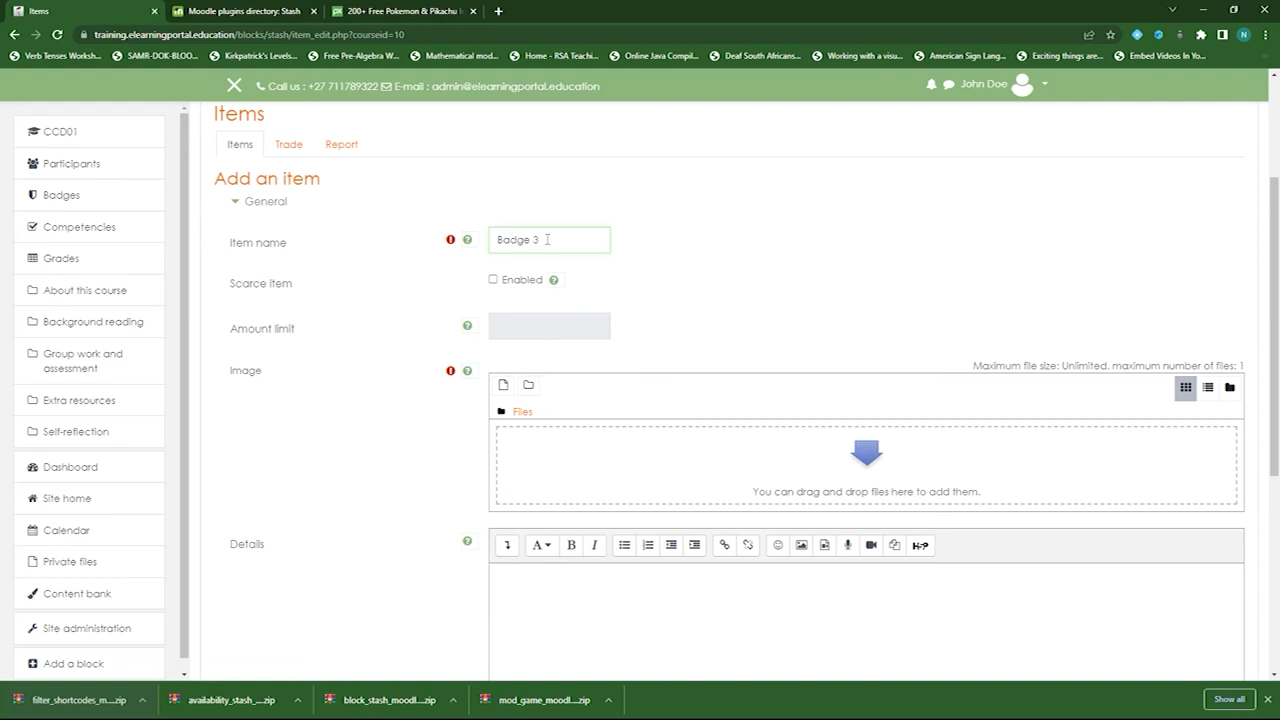 Items
Moodle plugins directory: Stash
200+ Free Pokemon & Pikachu I
training.elearningportal.education/blocks/stash/item_edit.php?courseid=10
Verb Tenses Worksh...
SAMR-DOK-BLOO...
Kirkpatrick's Levels...
Free Pre-Algebra W...
Mathematical mod...
Home - RSA Teachi...
Online Java Compil...
Deaf South Africans...
Working with a visu...
American Sign Lang...
Exciting things are...
Embed Videos In Yo...
Call us : +27 711789322 E-mail : admin@elearningportal.education
John Doe
CCD01
Participants
Badges
Competencies
Grades
About this course
Background reading
Group work and
assessment
Extra resources
Self-reflection
Dashboard
Site home
Calendar
Private files
Content bank
Site administration
Add a block
Items
Items
Trade
Report
Add an item
General
Item name
Badge 3
Scarce item
Enabled
Amount limit
Image
Maximum file size: Unlimited, maximum number of files: 1
Files
You can drag and drop files here to add them.
Details
A
B
I
H-P
filter_shortcodes_m....zip
availability_stash_....zip
block_stash_moodl....zip
mod_game_moodl....zip
Show all